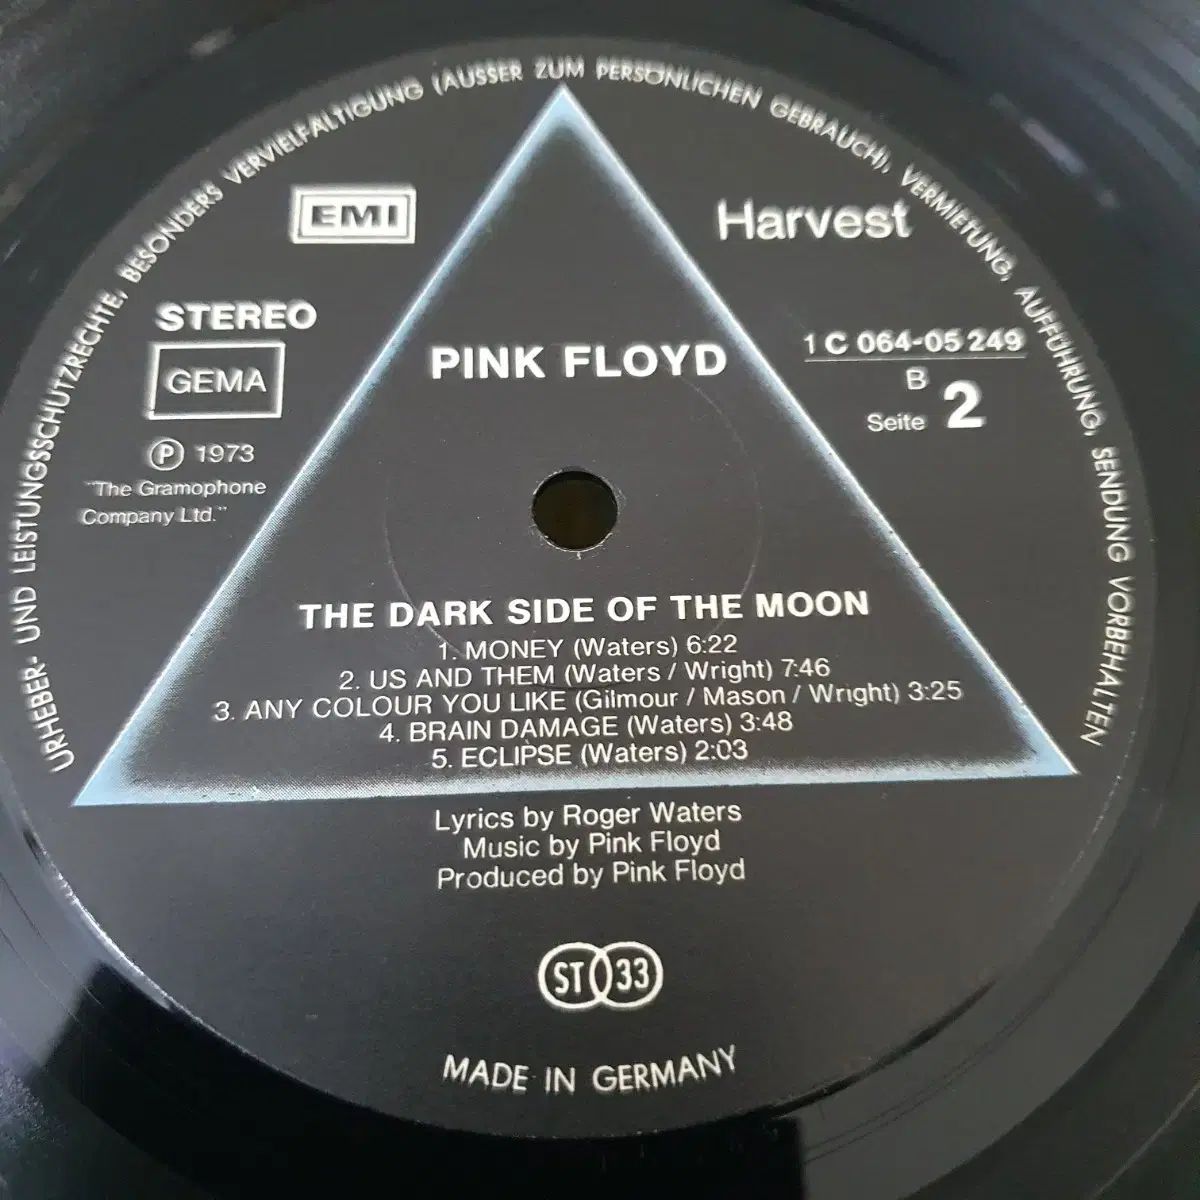 URHEBER- UND LEISTUNGSSCHUTZRECHTE, BESONDERS VERVIELFÄLTIGUNG (AUSSER ZUM PERSÖNLICHEN GEBRAUCH), VERMIETUNG, AUFFÜHRUNG, SENDUNG VORBEHALTEN
EMI
Harvest
STEREO
GEMA
Ⓟ 1973
"The Gramophone
Company Ltd."
PINK FLOYD
1 C 064-05 249
B
Seite 2
THE DARK SIDE OF THE MOON
1. MONEY (Waters) 6:22
2. US AND THEM (Waters / Wright) 7:46
3. ANY COLOUR YOU LIKE (Gilmour / Mason / Wright) 3:25
4. BRAIN DAMAGE (Waters) 3:48
5. ECLIPSE (Waters) 2:03
Lyrics by Roger Waters
Music by Pink Floyd
Produced by Pink Floyd
ST 33
MADE IN GERMANY